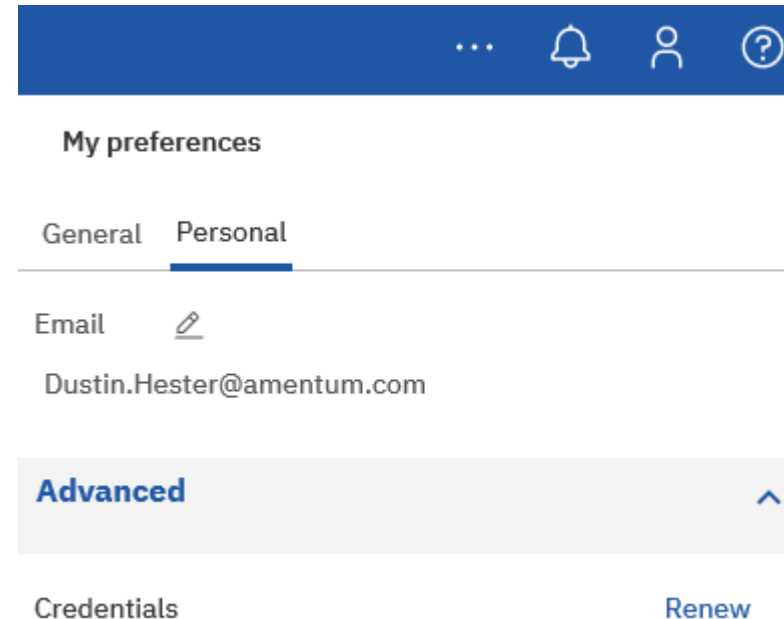 My preferences
General Personal
Email
Dustin.Hester@amentum.com
Advanced
Credentials Renew